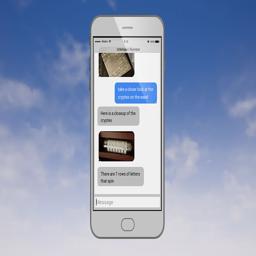 take a closer look at the
cryptex on the east!
Here is a closeup of the
cryptex
There are 7 rows of letters
that spin
Message